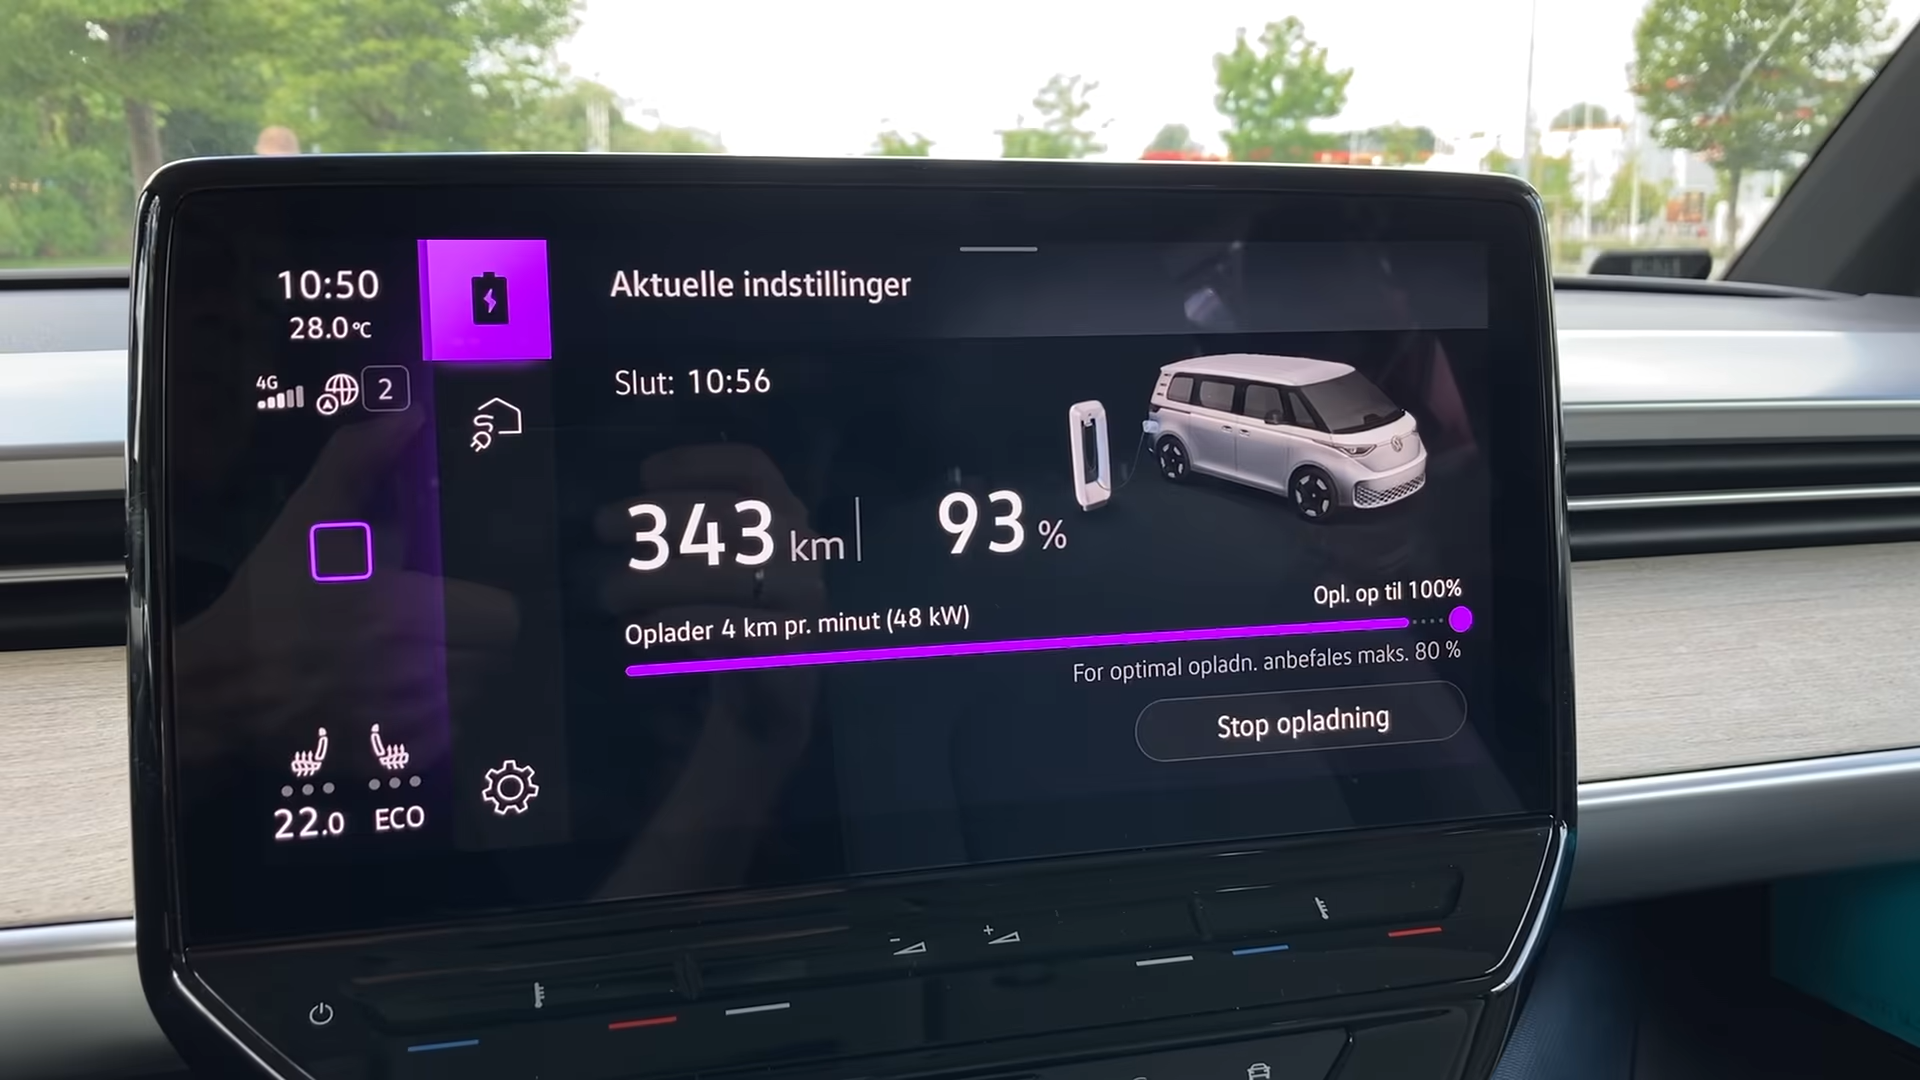 10:50
28.0°C
4G
2
Aktuelle indstillinger
Slut: 10:56
343 km
93 %
Opl. op til 100%
Oplader 4 km pr. minut (48 kW)
For optimal opladn. anbefales maks. 80 %
Stop opladning
22.0
ECO